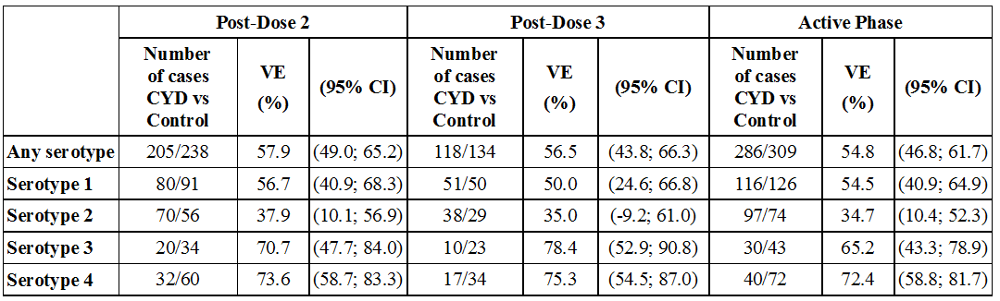 Post-Dose 2 Post-Dose 3 Active Phase
Number of cases CYD vs Control VE (%) (95% CI) Number of cases CYD vs Control VE (%) (95% CI) Number of cases CYD vs Control VE (%) (95% CI)
Any serotype 205/238 57.9 (49.0; 65.2) 118/134 56.5 (43.8; 66.3) 286/309 54.8 (46.8; 61.7)
Serotype 1 80/91 56.7 (40.9; 68.3) 51/50 50.0 (24.6; 66.8) 116/126 54.5 (40.9; 64.9)
Serotype 2 70/56 37.9 (10.1; 56.9) 38/29 35.0 (-9.2; 61.0) 97/74 34.7 (10.4; 52.3)
Serotype 3 20/34 70.7 (47.7; 84.0) 10/23 78.4 (52.9; 90.8) 30/43 65.2 (43.3; 78.9)
Serotype 4 32/60 73.6 (58.7; 83.3) 17/34 75.3 (54.5; 87.0) 40/72 72.4 (58.8; 81.7)